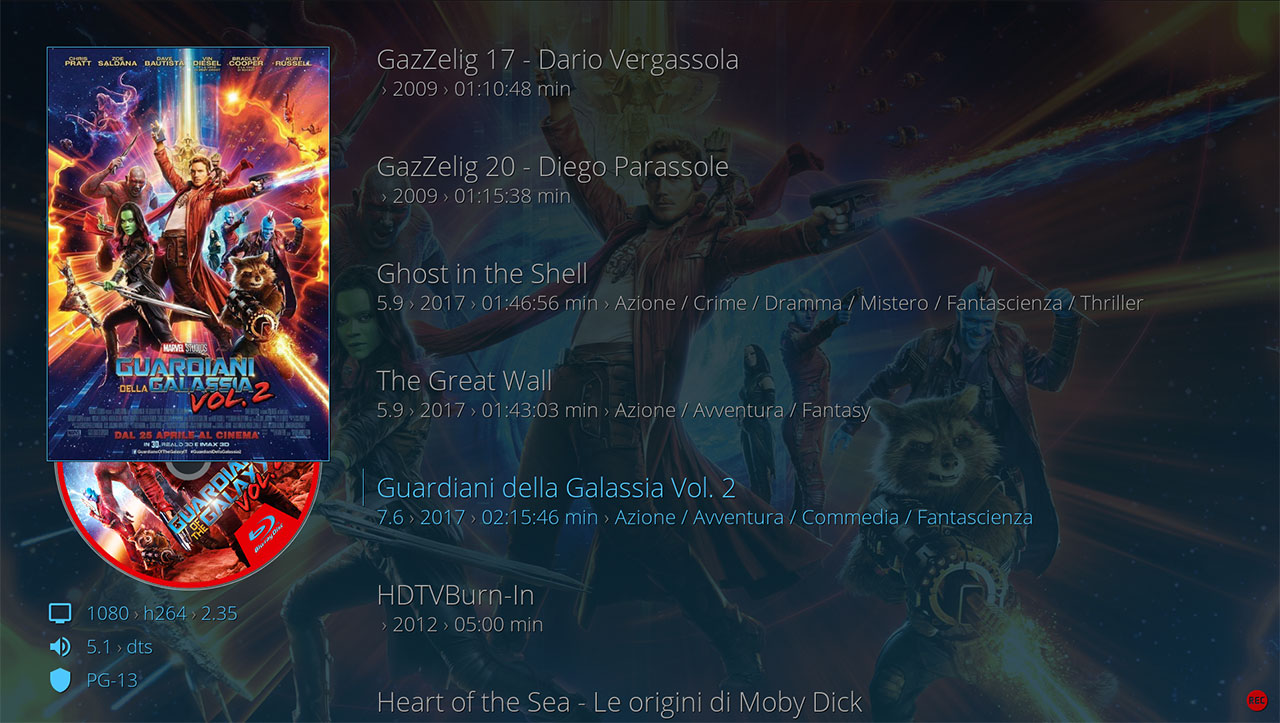 CHRIS PRATT ZOE SALDANA DAVE BAUTISTA VIN DIESEL BRADLEY COOPER KURT RUSSELL
MARVEL STUDIOS
GUARDIANI
DELLA GALASSIA
VOL. 2
DAL 25 APRILE AL CINEMA
IN 3D, REALD 3D E IMAX 3D
GUARDIANS
OF THE
GALAXY
VOL.
Blu-ray Disc
1080 › h264 › 2.35
5.1 › dts
PG-13
GazZelig 17 - Dario Vergassola
› 2009 › 01:10:48 min
GazZelig 20 - Diego Parassole
› 2009 › 01:15:38 min
Ghost in the Shell
5.9 › 2017 › 01:46:56 min › Azione / Crime / Dramma / Mistero / Fantascienza / Thriller
The Great Wall
5.9 › 2017 › 01:43:03 min › Azione / Avventura / Fantasy
Guardiani della Galassia Vol. 2
7.6 › 2017 › 02:15:46 min › Azione / Avventura / Commedia / Fantascienza
HDTVBurn-In
› 2012 › 05:00 min
Heart of the Sea - Le origini di Moby Dick
REC